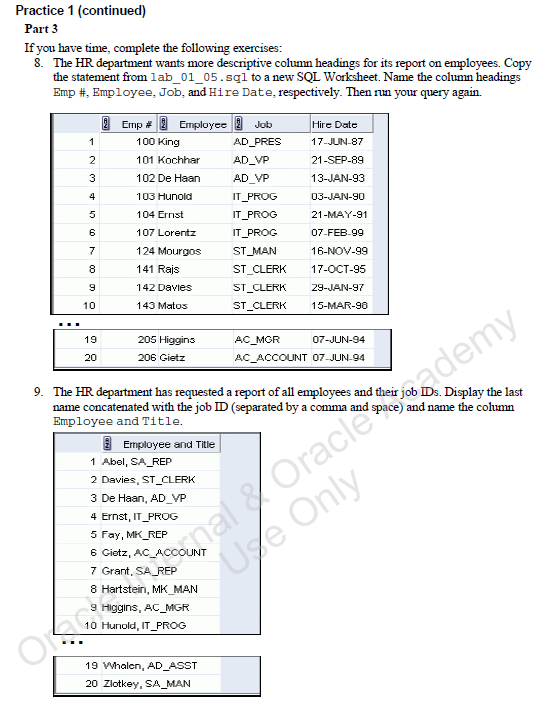 Practice 1 (continued)
Part 3
If you have time, complete the following exercises:
8. The HR department wants more descriptive column headings for its report on employees. Copy
the statement from lab_01_05.sql to a new SQL Worksheet. Name the column headings
Emp #, Employee, Job, and Hire Date, respectively. Then run your query again.
Emp # Employee Job Hire Date
1 100 King AD_PRES 17-JUN-87
2 101 Kochhar AD_VP 21-SEP-89
3 102 De Haan AD_VP 13-JAN-93
4 103 Hunold IT_PROG 03-JAN-90
5 104 Ernst IT_PROG 21-MAY-91
6 107 Lorentz IT_PROG 07-FEB-99
7 124 Mourgos ST_MAN 16-NOV-99
8 141 Rajs ST_CLERK 17-OCT-95
9 142 Davies ST_CLERK 29-JAN-97
10 143 Matos ST_CLERK 15-MAR-98
...
19 205 Higgins AC_MGR 07-JUN-94
20 206 Gietz AC_ACCOUNT 07-JUN-94
9. The HR department has requested a report of all employees and their job IDs. Display the last
name concatenated with the job ID (separated by a comma and space) and name the column
Employee and Title.
Employee and Title
1 Abel, SA_REP
2 Davies, ST_CLERK
3 De Haan, AD_VP
4 Ernst, IT_PROG
5 Fay, MK_REP
6 Gietz, AC_ACCOUNT
7 Grant, SA_REP
8 Hartstein, MK_MAN
9 Higgins, AC_MGR
10 Hunold, IT_PROG
...
19 Whalen, AD_ASST
20 Zlotkey, SA_MAN
Oracle Internal & Oracle Academy
Use Only